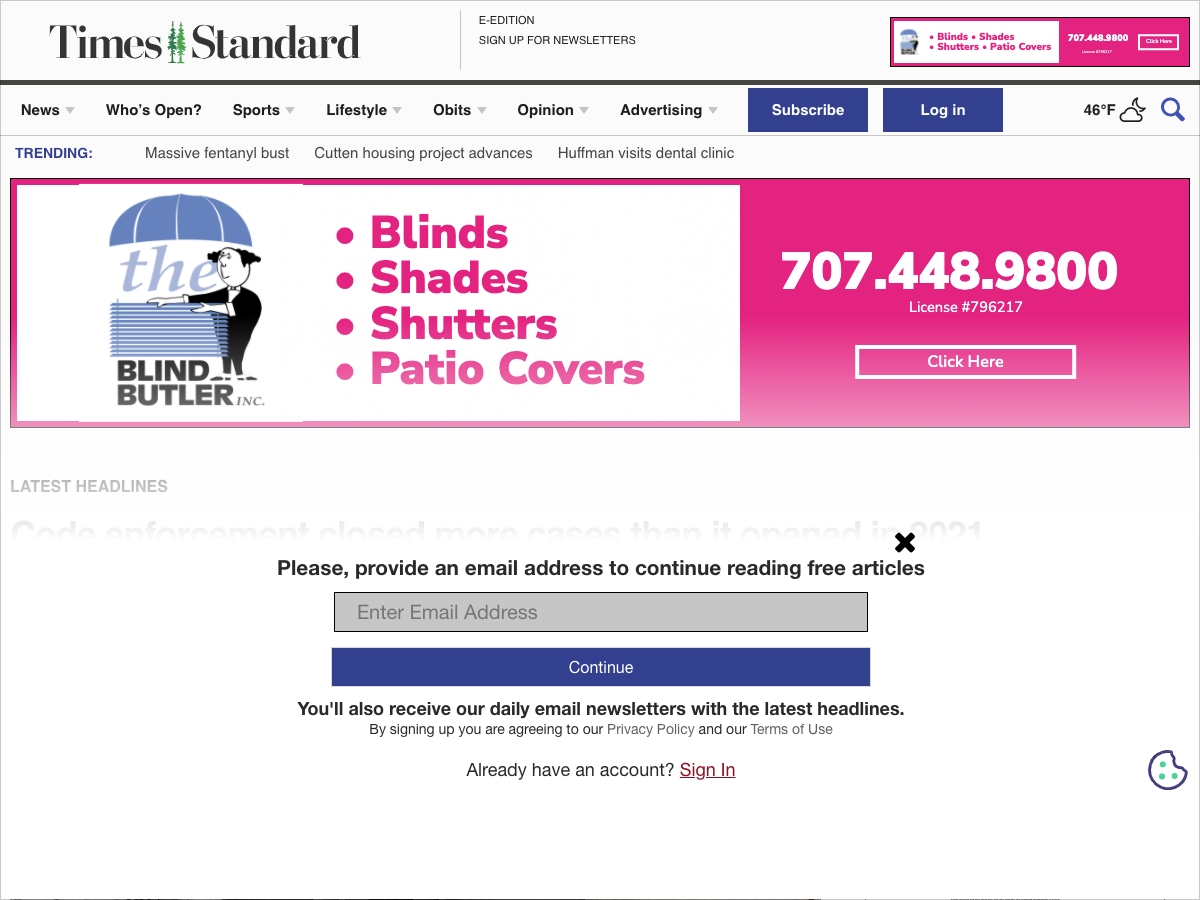 Times Standard
E-EDITION
SIGN UP FOR NEWSLETTERS
• Blinds • Shades
• Shutters • Patio Covers
707.448.9800
License #796217
Click Here
News
Who's Open?
Sports
Lifestyle
Obits
Opinion
Advertising
Subscribe
Log in
46°F
TRENDING:
Massive fentanyl bust
Cutten housing project advances
Huffman visits dental clinic
the
BLIND
BUTLER INC.
• Blinds
• Shades
• Shutters
• Patio Covers
707.448.9800
License #796217
Click Here
LATEST HEADLINES
Code enforcement closed more cases than it opened in 2021
Please, provide an email address to continue reading free articles
Enter Email Address
Continue
You'll also receive our daily email newsletters with the latest headlines.
By signing up you are agreeing to our Privacy Policy and our Terms of Use
Already have an account? Sign In